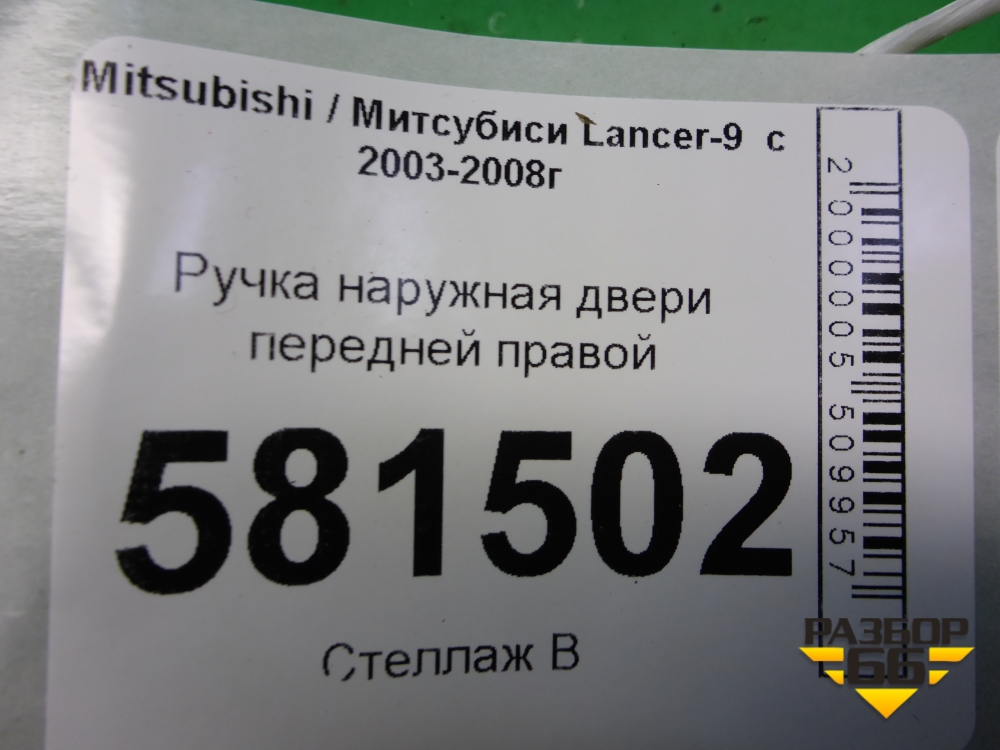 Mitsubishi / Митсубиси Lancer-9 с
2003-2008г
Ручка наружная двери
передней правой
581502
Стеллаж В
2000005509957
РАЗБОР
66